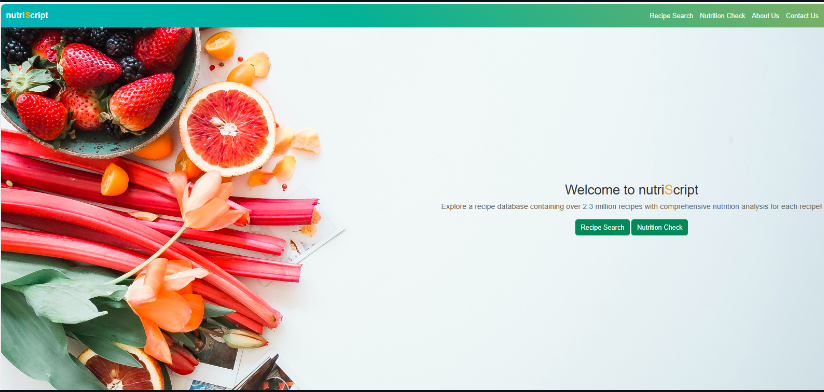 nutriScript
Recipe Search Nutrition Check About Us Contact Us
Welcome to nutriScript
Explore a recipe database containing over 2.3 million recipes with comprehensive nutrition analysis for each recipe!
Recipe Search Nutrition Check